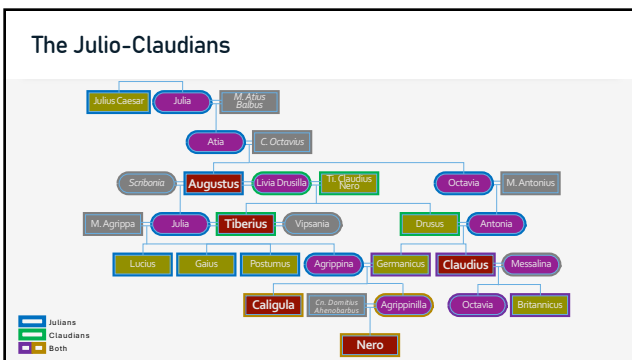 The Julio-Claudians
Julius Caesar
Julia
M. Atius
Balbus
Atia
C. Octavius
Scribonia
Augustus
Livia Drusilla
Ti. Claudius
Nero
Octavia
M. Antonius
M. Agrippa
Julia
Tiberius
Vipsania
Drusus
Antonia
Lucius
Gaius
Postumus
Agrippina
Germanicus
Claudius
Messalina
Caligula
Cn. Domitius
Ahenobarbus
Agrippinilla
Octavia
Britannicus
Nero
Julians
Claudians
Both